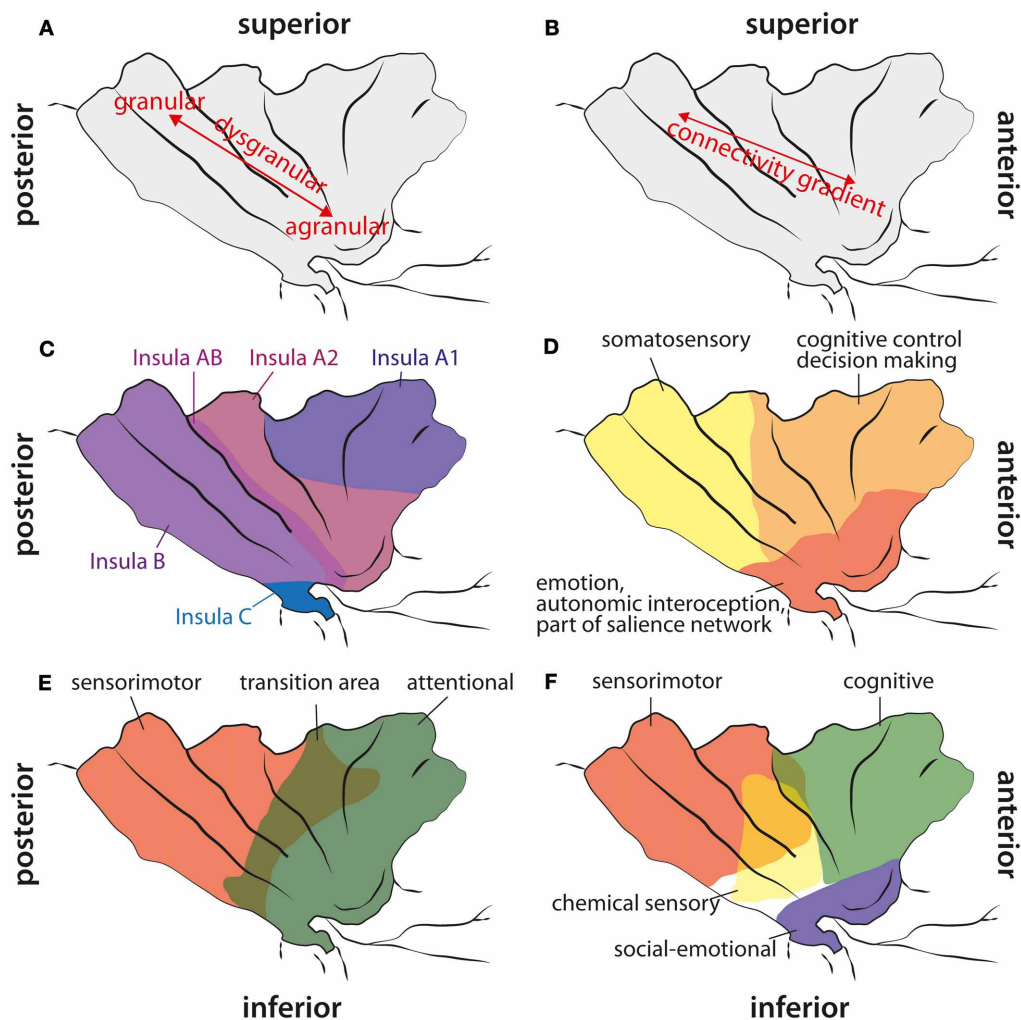 superior
superior
A
B
granular
dysgranular
agranular
connectivity gradient
posterior
anterior
C
Insula AB
Insula A2
Insula A1
Insula B
Insula C
posterior
D
somatosensory
cognitive control
decision making
emotion,
autonomic interoception,
part of salience network
anterior
E
sensorimotor
transition area
attentional
posterior
F
sensorimotor
cognitive
chemical sensory
social-emotional
anterior
inferior
inferior